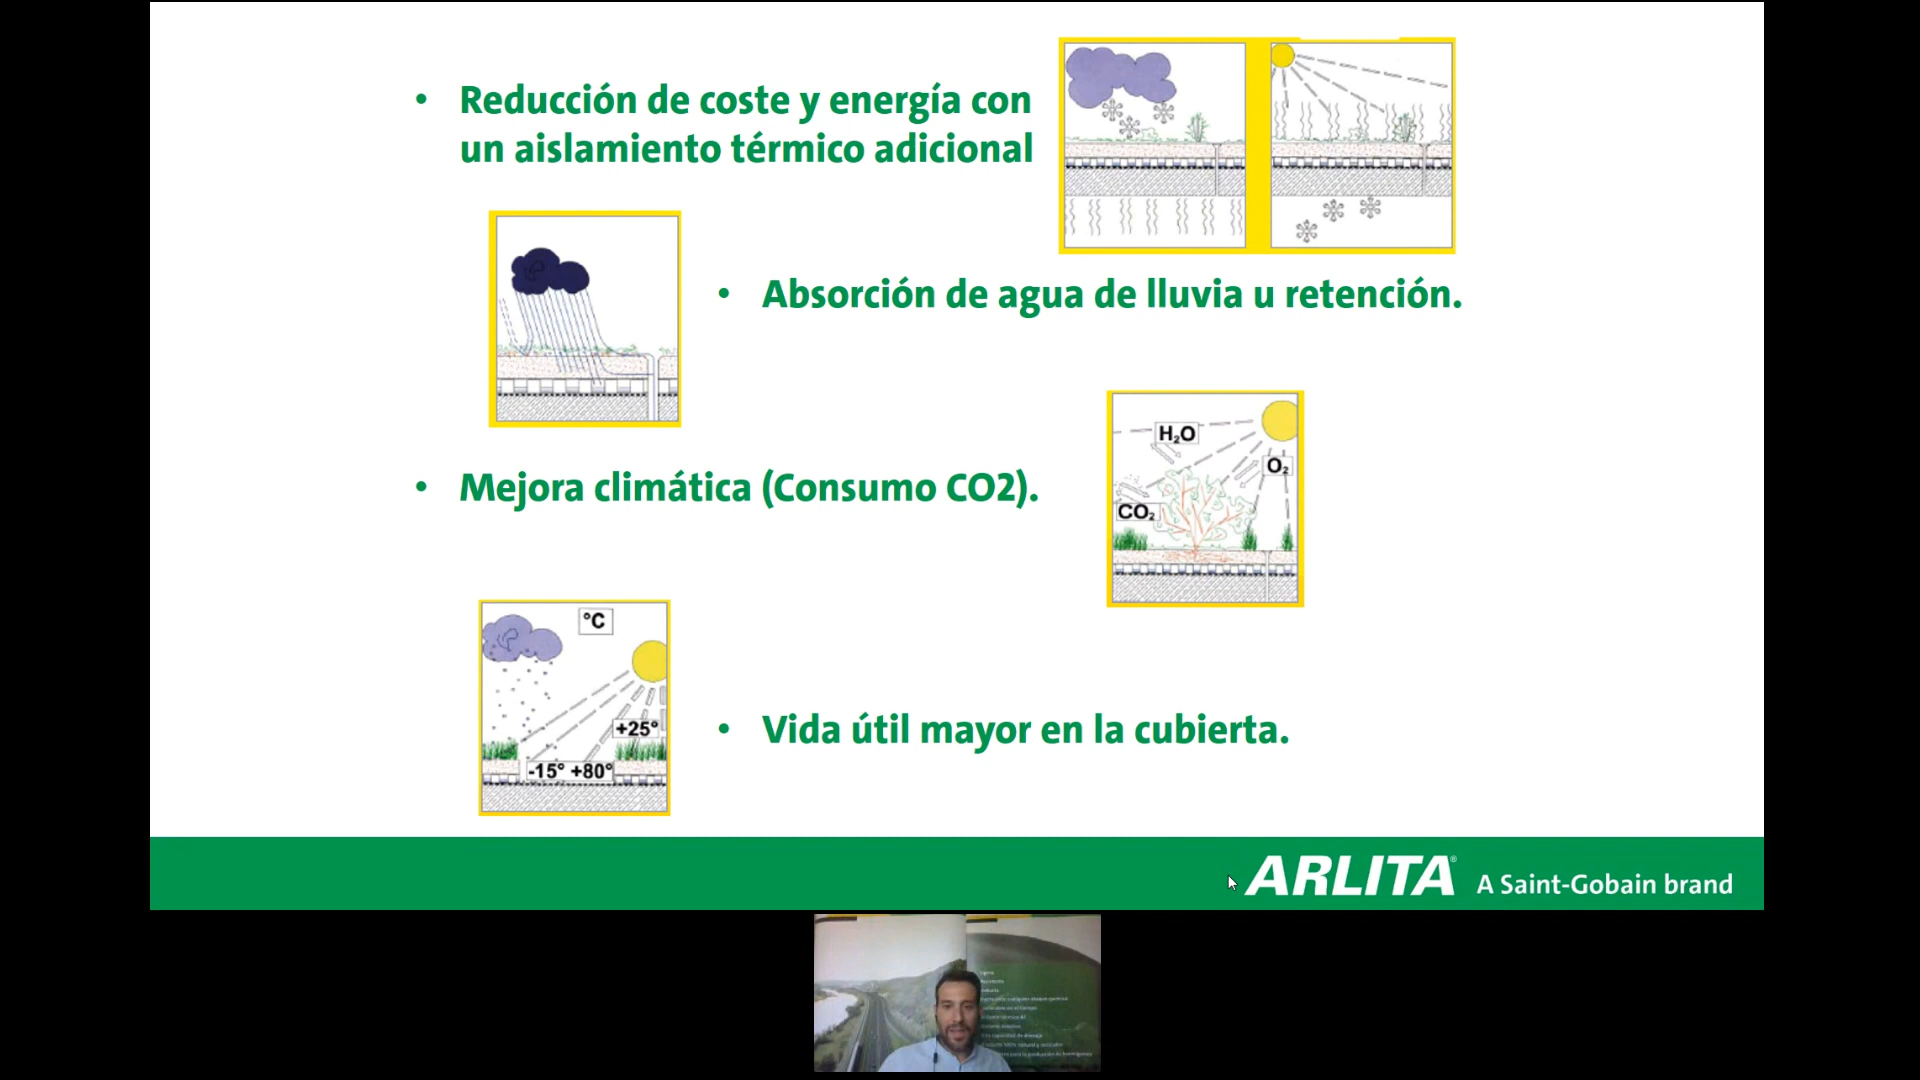 • Reducción de coste y energía con
un aislamiento térmico adicional
• Absorción de agua de lluvia u retención.
H₂O
O₂
CO₂
• Mejora climática (Consumo CO2).
°C
+25°
-15° +80°
• Vida útil mayor en la cubierta.
ARLITA® A Saint-Gobain brand